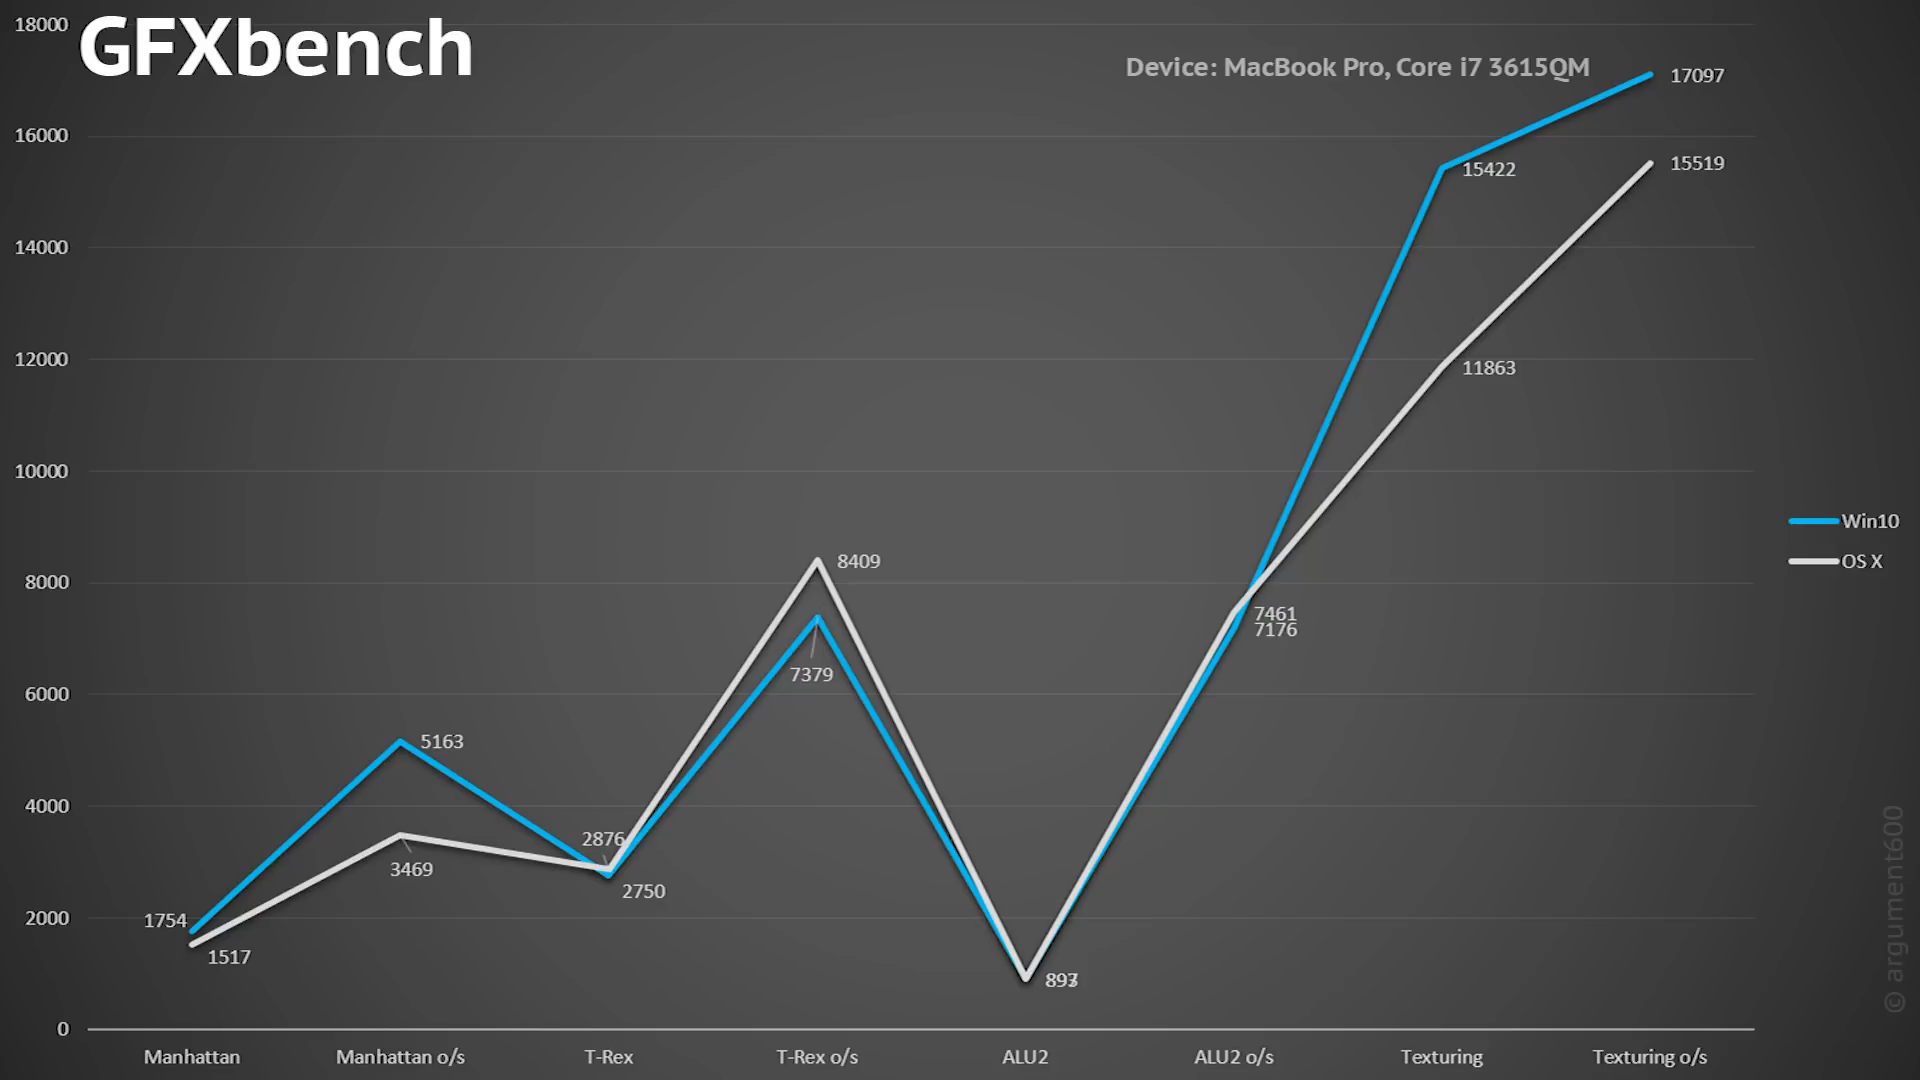 GFXbench
Device: MacBook Pro, Core i7 3615QM
18000
16000
14000
12000
10000
8000
6000
4000
2000
0
17097
15422
15519
11863
8409
7379
7461
7176
5163
3469
2876
2750
1754
1517
Win10
OS X
Manhattan
Manhattan o/s
T-Rex
T-Rex o/s
ALU2
ALU2 o/s
Texturing
Texturing o/s
© argument600